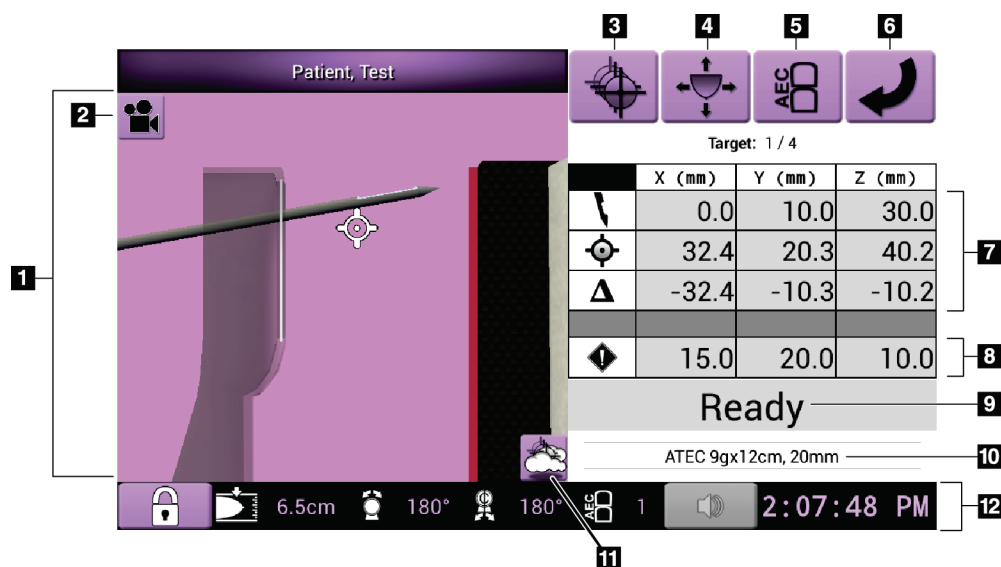 3 4 5 6
Patient, Test
AEC
2
Target: 1 / 4
X (mm) Y (mm) Z (mm)
0.0 10.0 30.0
32.4 20.3 40.2
7
Δ -32.4 -10.3 -10.2
1
! 15.0 20.0 10.0
8
Ready
9
ATEC 9gx12cm, 20mm
10
6.5cm 180° 180° AEC 1 2:07:48 PM
12
11